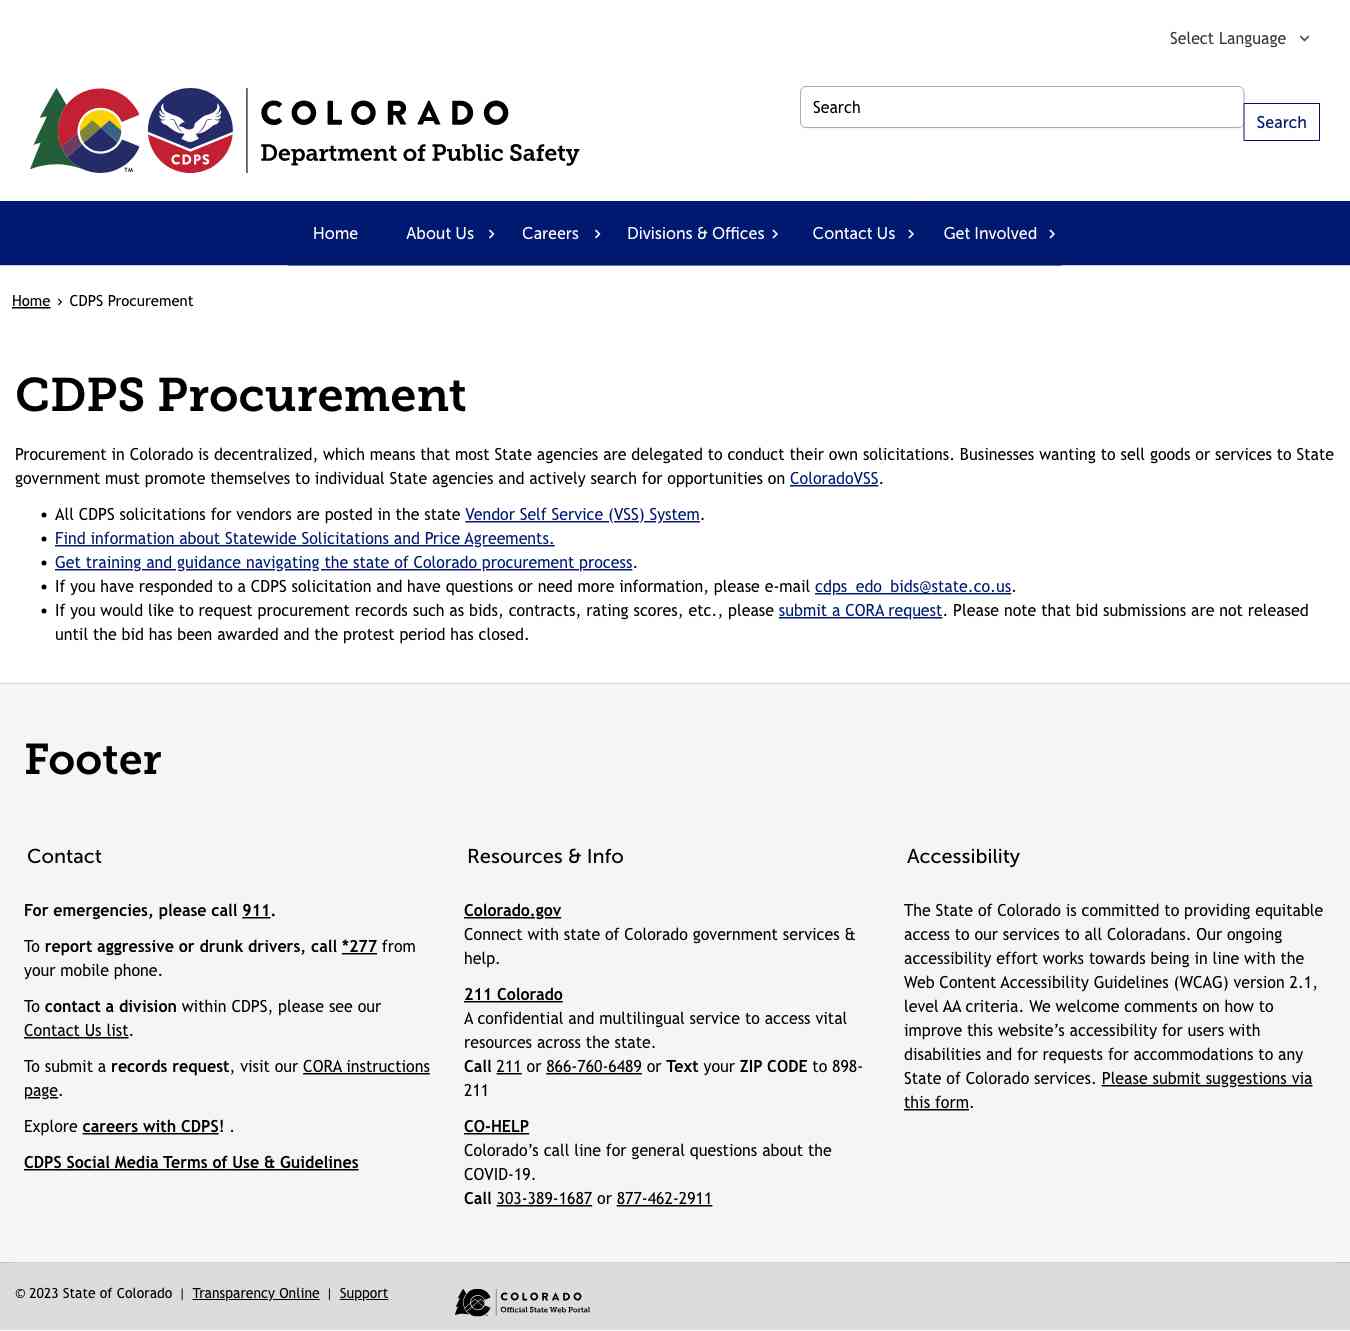 Select Language
CDPS
TM
COLORADO
Department of Public Safety
Search
Search
Home About Us Careers Divisions & Offices Contact Us Get Involved
Home › CDPS Procurement
CDPS Procurement
Procurement in Colorado is decentralized, which means that most State agencies are delegated to conduct their own solicitations. Businesses wanting to sell goods or services to State
government must promote themselves to individual State agencies and actively search for opportunities on ColoradoVSS.
• All CDPS solicitations for vendors are posted in the state Vendor Self Service (VSS) System.
• Find information about Statewide Solicitations and Price Agreements.
• Get training and guidance navigating the state of Colorado procurement process.
• If you have responded to a CDPS solicitation and have questions or need more information, please e-mail cdps_edo_bids@state.co.us.
• If you would like to request procurement records such as bids, contracts, rating scores, etc., please submit a CORA request. Please note that bid submissions are not released
until the bid has been awarded and the protest period has closed.
Footer
Contact
For emergencies, please call 911.
To report aggressive or drunk drivers, call *277 from
your mobile phone.
To contact a division within CDPS, please see our
Contact Us list.
To submit a records request, visit our CORA instructions
page.
Explore careers with CDPS! .
CDPS Social Media Terms of Use & Guidelines
Resources & Info
Colorado.gov
Connect with state of Colorado government services &
help.
211 Colorado
A confidential and multilingual service to access vital
resources across the state.
Call 211 or 866-760-6489 or Text your ZIP CODE to 898-
211
CO-HELP
Colorado's call line for general questions about the
COVID-19.
Call 303-389-1687 or 877-462-2911
Accessibility
The State of Colorado is committed to providing equitable
access to our services to all Coloradans. Our ongoing
accessibility effort works towards being in line with the
Web Content Accessibility Guidelines (WCAG) version 2.1,
level AA criteria. We welcome comments on how to
improve this website's accessibility for users with
disabilities and for requests for accommodations to any
State of Colorado services. Please submit suggestions via
this form.
© 2023 State of Colorado | Transparency Online | Support
COLORADO
Official State Web Portal